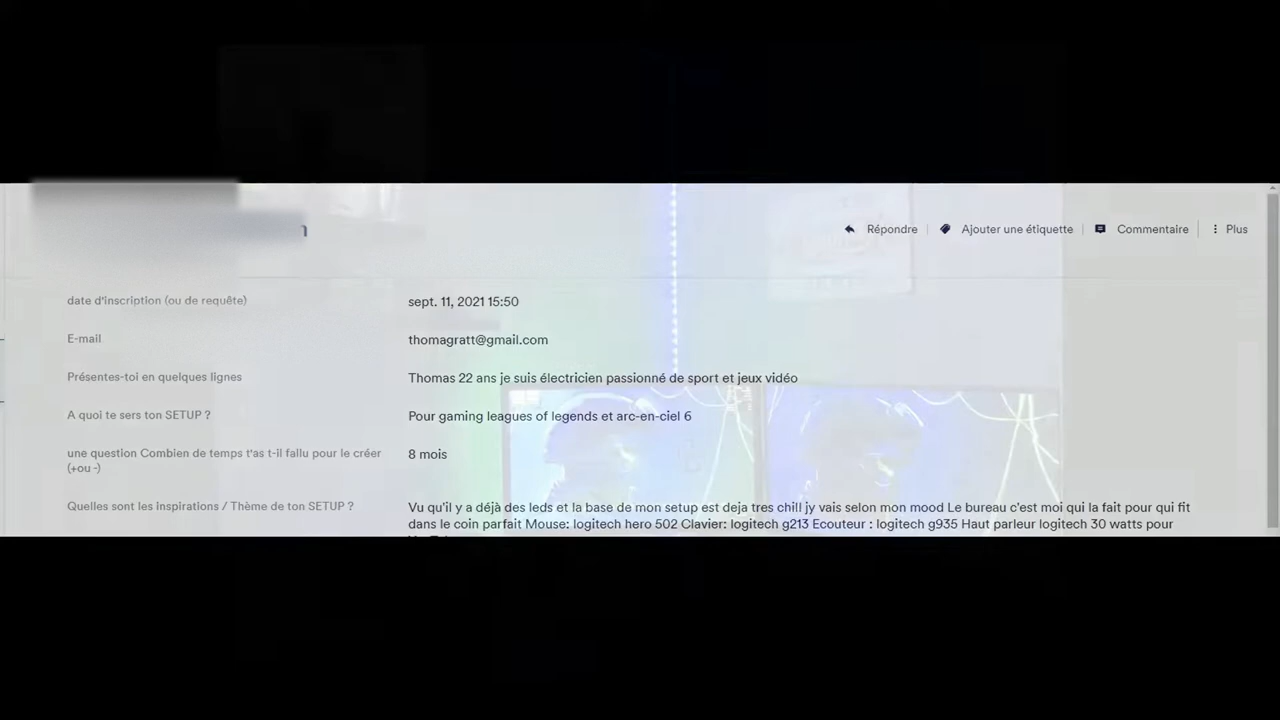 Répondre
Ajouter une étiquette
Commentaire
Plus
date d'inscription (ou de requête)
sept. 11, 2021 15:50
E-mail
thomagratt@gmail.com
Présentes-toi en quelques lignes
Thomas 22 ans je suis électricien passionné de sport et jeux vidéo
A quoi te sers ton SETUP ?
Pour gaming leagues of legends et arc-en-ciel 6
une question Combien de temps t'as t-il fallu pour le créer
(+ou -)
8 mois
Quelles sont les inspirations / Thème de ton SETUP ?
Vu qu'il y a déjà des leds et la base de mon setup est deja tres chill jy vais selon mon mood Le bureau c'est moi qui la fait pour qui fit
dans le coin parfait Mouse: logitech hero 502 Clavier: logitech g213 Ecouteur : logitech g935 Haut parleur logitech 30 watts pour